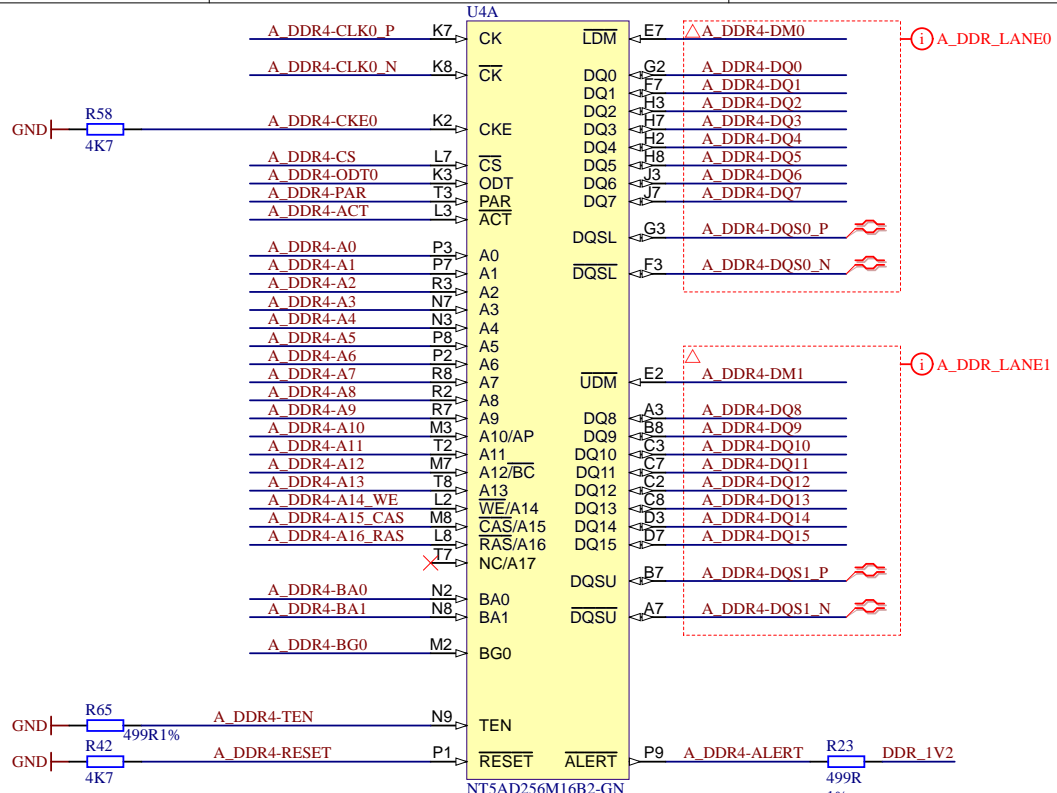 U4A
A_DDR4-CLK0_P K7 CK LDM E7 A_DDR4-DM0 i A_DDR_LANE0
A_DDR4-CLK0_N K8 CK DQ0 G2 A_DDR4-DQ0
DQ1 F7 A_DDR4-DQ1
DQ2 H3 A_DDR4-DQ2
R58
GND A_DDR4-CKE0 K2 CKE DQ3 H7 A_DDR4-DQ3
4K7
DQ4 H2 A_DDR4-DQ4
A_DDR4-CS L7 CS DQ5 H8 A_DDR4-DQ5
A_DDR4-ODT0 K3 ODT DQ6 J3 A_DDR4-DQ6
A_DDR4-PAR T3 PAR DQ7 J7 A_DDR4-DQ7
A_DDR4-ACT L3 ACT
DQSL G3 A_DDR4-DQS0_P
A_DDR4-A0 P3 A0
A_DDR4-A1 P7 A1 DQSL F3 A_DDR4-DQS0_N
A_DDR4-A2 R3 A2
A_DDR4-A3 N7 A3
A_DDR4-A4 N3 A4
A_DDR4-A5 P8 A5
A_DDR4-A6 P2 A6 i A_DDR_LANE1
A_DDR4-A7 R8 A7 UDM E2 A_DDR4-DM1
A_DDR4-A8 R2 A8
A_DDR4-A9 R7 A9 DQ8 A3 A_DDR4-DQ8
A_DDR4-A10 M3 A10/AP DQ9 B8 A_DDR4-DQ9
A_DDR4-A11 T2 A11 DQ10 C3 A_DDR4-DQ10
A_DDR4-A12 M7 A12/BC DQ11 C7 A_DDR4-DQ11
A_DDR4-A13 T8 A13 DQ12 C2 A_DDR4-DQ12
A_DDR4-A14_WE L2 WE/A14 DQ13 C8 A_DDR4-DQ13
A_DDR4-A15_CAS M8 CAS/A15 DQ14 D3 A_DDR4-DQ14
A_DDR4-A16_RAS L8 RAS/A16 DQ15 D7 A_DDR4-DQ15
T7 NC/A17
DQSU B7 A_DDR4-DQS1_P
A_DDR4-BA0 N2 BA0
A_DDR4-BA1 N8 BA1 DQSU A7 A_DDR4-DQS1_N
A_DDR4-BG0 M2 BG0
R65
GND A_DDR4-TEN N9 TEN
499R1%
R42
GND A_DDR4-RESET P1 RESET ALERT P9 A_DDR4-ALERT R23 DDR_1V2
4K7 499R
NT5AD256M16B2-GN
1%